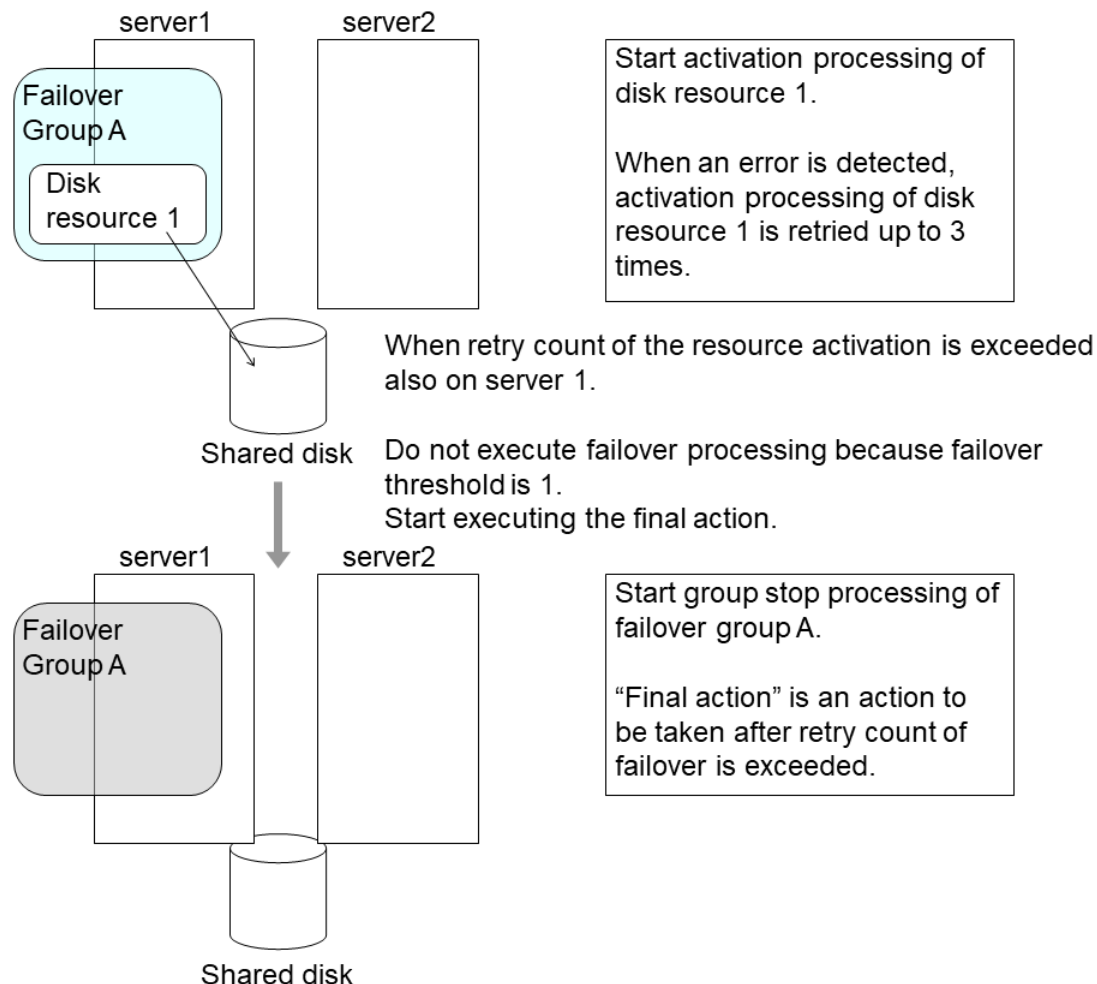 server1
server2
Failover
Group A
Disk
resource 1
Start activation processing of
disk resource 1.
When an error is detected,
activation processing of disk
resource 1 is retried up to 3
times.
Shared disk
When retry count of the resource activation is exceeded
also on server 1.
Do not execute failover processing because failover
threshold is 1.
Start executing the final action.
server1
server2
Failover
Group A
Start group stop processing of
failover group A.
“Final action” is an action to
be taken after retry count of
failover is exceeded.
Shared disk